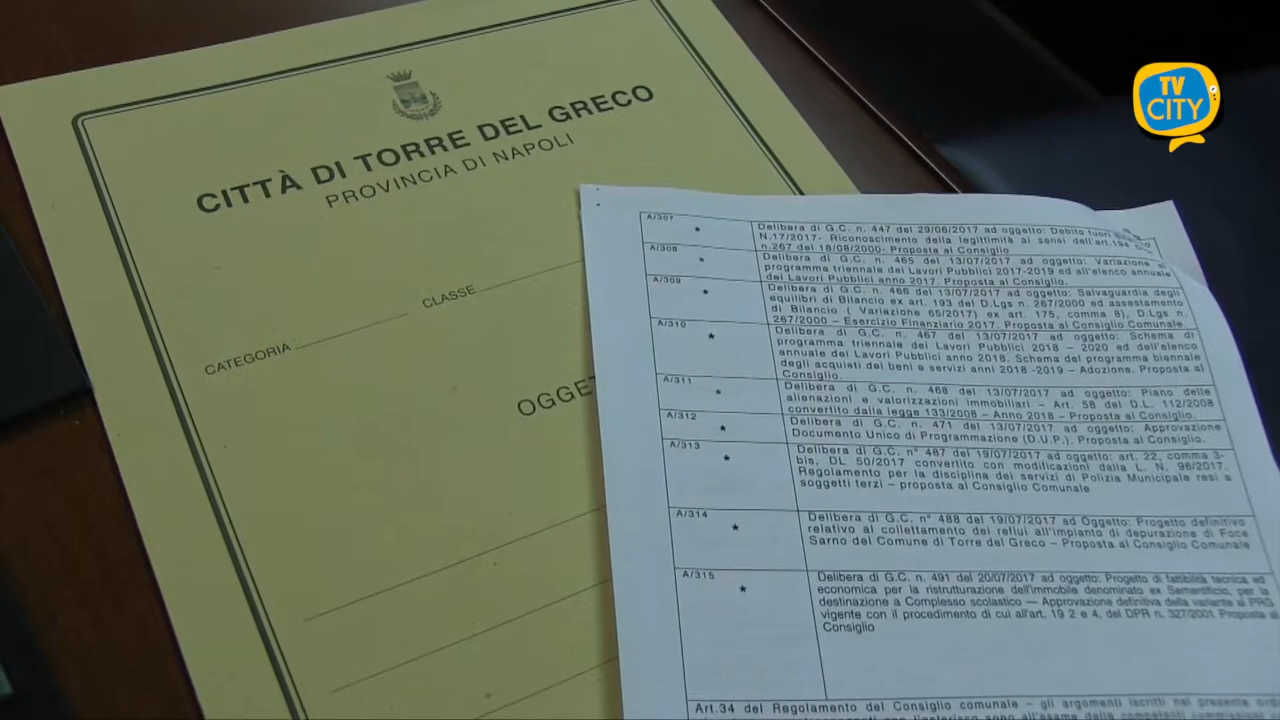 TV
CITY
CITTÀ DI TORRE DEL GRECO
PROVINCIA DI NAPOLI
CATEGORIA
CLASSE
OGGE
A/307
*
Delibera di G.C. n. 447 del 29/06/2017 ad oggetto: Debito fuori
N.17/2017- Riconoscimento della legittimità ai sensi dell'art.194
n.267 del 18/08/2000- Proposta al Consiglio
A/308
*
Delibera di G.C. n. 465 del 13/07/2017 ad oggetto: Variazione al
programma triennale dei Lavori Pubblici 2017-2019 ed all'elenco annuale
dei Lavori Pubblici anno 2017. Proposta al Consiglio.
A/309
*
Delibera di G.C. n. 466 del 13/07/2017 ad oggetto: Salvaguardia degli
equilibri di Bilancio ex art. 193 del D.Lgs n. 267/2000 ed assestamento
di Bilancio ( Variazione 65/2017) ex art. 175, comma 8), D.Lgs n.
267/2000 – Esercizio Finanziario 2017. Proposta al Consiglio Comunale.
A/310
*
Delibera di G.C. n. 467 del 13/07/2017 ad oggetto: Schema di
programma triennale dei Lavori Pubblici 2018 – 2020 ed dell'elenco
annuale dei Lavori Pubblici anno 2018. Schema del programma biennale
degli acquisti dei beni e servizi anni 2018 -2019 – Adozione. Proposta al
Consiglio.
A/311
*
Delibera di G.C. n. 468 del 13/07/2017 ad oggetto: Piano delle
alienazioni e valorizzazioni immobiliari – Art. 58 del D.L. 112/2008
convertito dalla legge 133/2008 – Anno 2018 – Proposta al Consiglio.
A/312
*
Delibera di G.C. n. 471 del 13/07/2017 ad oggetto: Approvazione
Documento Unico di Programmazione (D.U.P.). Proposta al Consiglio.
A/313
*
Delibera di G.C. n° 487 del 19/07/2017 ad oggetto: art. 22, comma 3-
bis, DL 50/2017 convertito con modificazioni dalla L. N. 96/2017.
Regolamento per la disciplina dei servizi di Polizia Municipale resi a
soggetti terzi – proposta al Consiglio Comunale
A/314
*
Delibera di G.C. n° 488 del 19/07/2017 ad Oggetto: Progetto definitivo
relativo al collettamento dei reflui all'impianto di depurazione di Foce
Sarno del Comune di Torre del Greco – Proposta al Consiglio Comunale
A/315
*
Delibera di G.C. n. 491 del 20/07/2017 ad oggetto: Progetto di fattibilità tecnica ed
economica per la ristrutturazione dell'immobile denominato ex Sementificio, per la
destinazione a Complesso scolastico — Approvazione definitiva della variante al PRG
vigente con il procedimento di cui all'art. 19 2 e 4, del DPR n. 327/2001 Proposta al
Consiglio
Art.34 del Regolamento del Consiglio comunale – gli argomenti iscritti nel presente